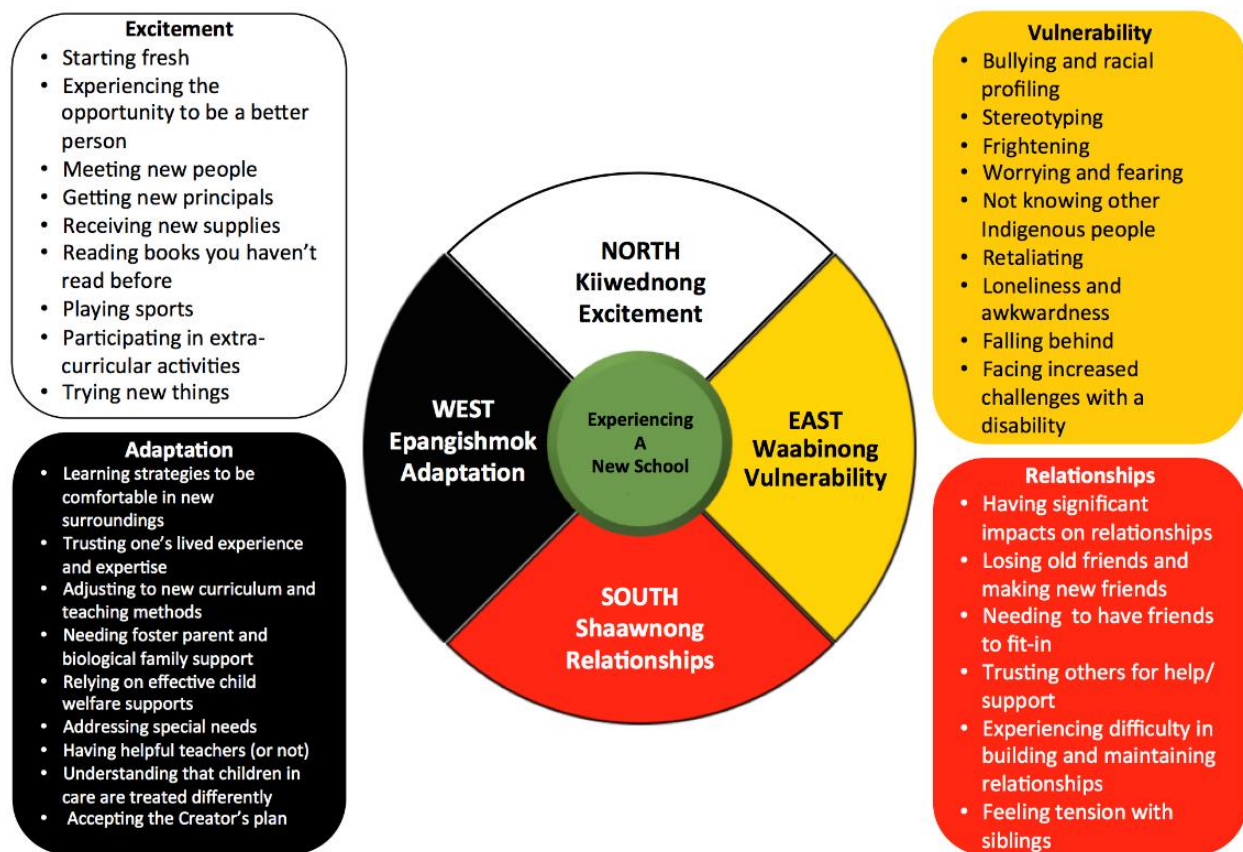 Excitement
• Starting fresh
• Experiencing the
opportunity to be a better
person
• Meeting new people
• Getting new principals
• Receiving new supplies
• Reading books you haven't
read before
• Playing sports
• Participating in extra-
curricular activities
• Trying new things
Adaptation
• Learning strategies to be
comfortable in new
surroundings
• Trusting one's lived experience
and expertise
• Adjusting to new curriculum and
teaching methods
• Needing foster parent and
biological family support
• Relying on effective child
welfare supports
• Addressing special needs
• Having helpful teachers (or not)
• Understanding that children in
care are treated differently
• Accepting the Creator's plan
NORTH
Kiiwednong
Excitement
WEST
Epangishmok
Adaptation
Experiencing
A
New School
EAST
Waabinong
Vulnerability
SOUTH
Shaawnong
Relationships
Vulnerability
• Bullying and racial
profiling
• Stereotyping
• Frightening
• Worrying and fearing
• Not knowing other
Indigenous people
• Retaliating
• Loneliness and
awkwardness
• Falling behind
• Facing increased
challenges with a
disability
Relationships
• Having significant
impacts on relationships
• Losing old friends and
making new friends
• Needing to have friends
to fit-in
• Trusting others for help/
support
• Experiencing difficulty in
building and maintaining
relationships
• Feeling tension with
siblings